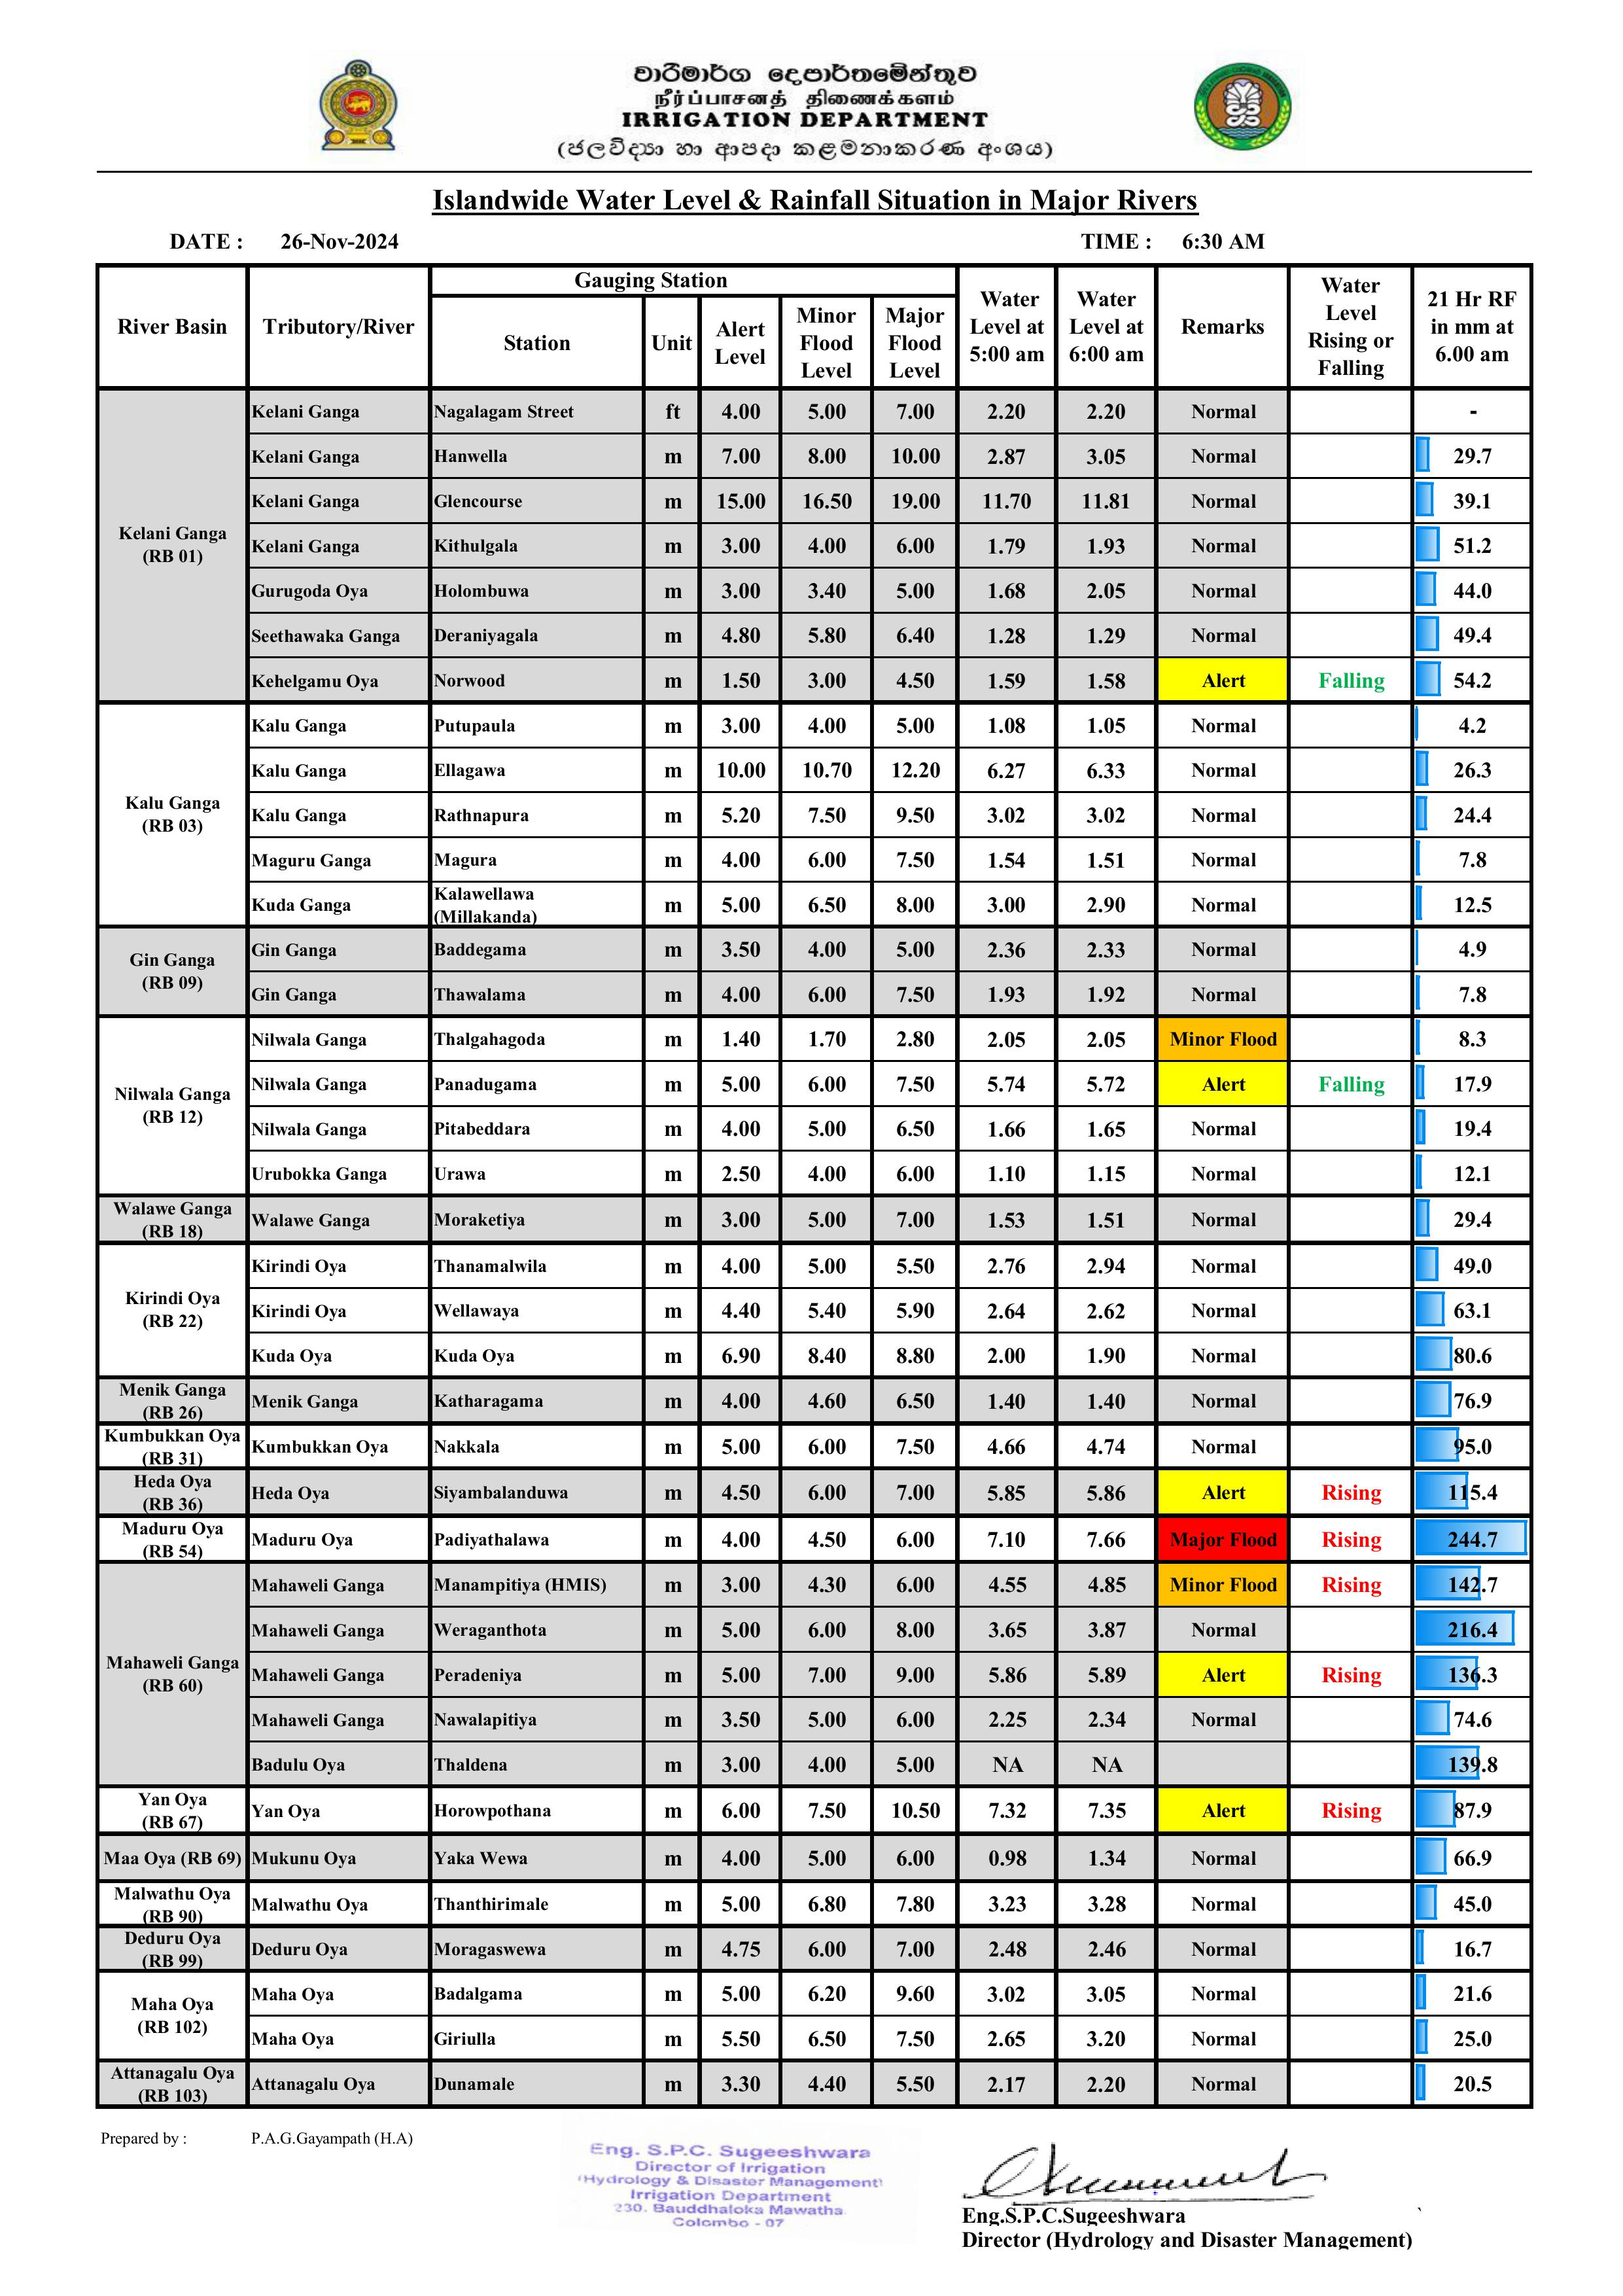 වාරිමාර්ග දෙපාර්තමේන්තුව
நீர்ப்பாசனத் திணைக்களம்
IRRIGATION DEPARTMENT
(ජලවිද්‍යා හා ආපදා කළමනාකරණ අංශය)
Islandwide Water Level & Rainfall Situation in Major Rivers
DATE : 26-Nov-2024 TIME : 6:30 AM
River Basin Tributory/River Gauging Station Water Level at 5:00 am Water Level at 6:00 am Remarks Water Level Rising or Falling 21 Hr RF in mm at 6.00 am
Station Unit Alert Level Minor Flood Level Major Flood Level
Kelani Ganga (RB 01) Kelani Ganga Nagalagam Street ft 4.00 5.00 7.00 2.20 2.20 Normal -
Kelani Ganga Hanwella m 7.00 8.00 10.00 2.87 3.05 Normal 29.7
Kelani Ganga Glencourse m 15.00 16.50 19.00 11.70 11.81 Normal 39.1
Kelani Ganga Kithulgala m 3.00 4.00 6.00 1.79 1.93 Normal 51.2
Gurugoda Oya Holombuwa m 3.00 3.40 5.00 1.68 2.05 Normal 44.0
Seethawaka Ganga Deraniyagala m 4.80 5.80 6.40 1.28 1.29 Normal 49.4
Kehelgamu Oya Norwood m 1.50 3.00 4.50 1.59 1.58 Alert Falling 54.2
Kalu Ganga (RB 03) Kalu Ganga Putupaula m 3.00 4.00 5.00 1.08 1.05 Normal 4.2
Kalu Ganga Ellagawa m 10.00 10.70 12.20 6.27 6.33 Normal 26.3
Kalu Ganga Rathnapura m 5.20 7.50 9.50 3.02 3.02 Normal 24.4
Maguru Ganga Magura m 4.00 6.00 7.50 1.54 1.51 Normal 7.8
Kuda Ganga Kalawellawa (Millakanda) m 5.00 6.50 8.00 3.00 2.90 Normal 12.5
Gin Ganga (RB 09) Gin Ganga Baddegama m 3.50 4.00 5.00 2.36 2.33 Normal 4.9
Gin Ganga Thawalama m 4.00 6.00 7.50 1.93 1.92 Normal 7.8
Nilwala Ganga (RB 12) Nilwala Ganga Thalgahagoda m 1.40 1.70 2.80 2.05 2.05 Minor Flood 8.3
Nilwala Ganga Panadugama m 5.00 6.00 7.50 5.74 5.72 Alert Falling 17.9
Nilwala Ganga Pitabeddara m 4.00 5.00 6.50 1.66 1.65 Normal 19.4
Urubokka Ganga Urawa m 2.50 4.00 6.00 1.10 1.15 Normal 12.1
Walawe Ganga (RB 18) Walawe Ganga Moraketiya m 3.00 5.00 7.00 1.53 1.51 Normal 29.4
Kirindi Oya (RB 22) Kirindi Oya Thanamalwila m 4.00 5.00 5.50 2.76 2.94 Normal 49.0
Kirindi Oya Wellawaya m 4.40 5.40 5.90 2.64 2.62 Normal 63.1
Kuda Oya Kuda Oya m 6.90 8.40 8.80 2.00 1.90 Normal 80.6
Menik Ganga (RB 26) Menik Ganga Katharagama m 4.00 4.60 6.50 1.40 1.40 Normal 76.9
Kumbukkan Oya (RB 31) Kumbukkan Oya Nakkala m 5.00 6.00 7.50 4.66 4.74 Normal 95.0
Heda Oya (RB 36) Heda Oya Siyambalanduwa m 4.50 6.00 7.00 5.85 5.86 Alert Rising 115.4
Maduru Oya (RB 54) Maduru Oya Padiyathalawa m 4.00 4.50 6.00 7.10 7.66 Major Flood Rising 244.7
Mahaweli Ganga (RB 60) Mahaweli Ganga Manampitiya (HMIS) m 3.00 4.30 6.00 4.55 4.85 Minor Flood Rising 142.7
Mahaweli Ganga Weraganthota m 5.00 6.00 8.00 3.65 3.87 Normal 216.4
Mahaweli Ganga Peradeniya m 5.00 7.00 9.00 5.86 5.89 Alert Rising 136.3
Mahaweli Ganga Nawalapitiya m 3.50 5.00 6.00 2.25 2.34 Normal 74.6
Badulu Oya Thaldena m 3.00 4.00 5.00 NA NA 139.8
Yan Oya (RB 67) Yan Oya Horowpothana m 6.00 7.50 10.50 7.32 7.35 Alert Rising 87.9
Maa Oya (RB 69) Mukunu Oya Yaka Wewa m 4.00 5.00 6.00 0.98 1.34 Normal 66.9
Malwathu Oya (RB 90) Malwathu Oya Thanthirimale m 5.00 6.80 7.80 3.23 3.28 Normal 45.0
Deduru Oya (RB 99) Deduru Oya Moragaswewa m 4.75 6.00 7.00 2.48 2.46 Normal 16.7
Maha Oya (RB 102) Maha Oya Badalgama m 5.00 6.20 9.60 3.02 3.05 Normal 21.6
Maha Oya Giriulla m 5.50 6.50 7.50 2.65 3.20 Normal 25.0
Attanagalu Oya (RB 103) Attanagalu Oya Dunamale m 3.30 4.40 5.50 2.17 2.20 Normal 20.5
Prepared by : P.A.G.Gayampath (H.A)
Eng. S.P.C. Sugeeshwara
Director of Irrigation
(Hydrology & Disaster Management)
Irrigation Department
230. Bauddhaloka Mawatha
Colombo - 07
Eng.S.P.C.Sugeeshwara
Director (Hydrology and Disaster Management)